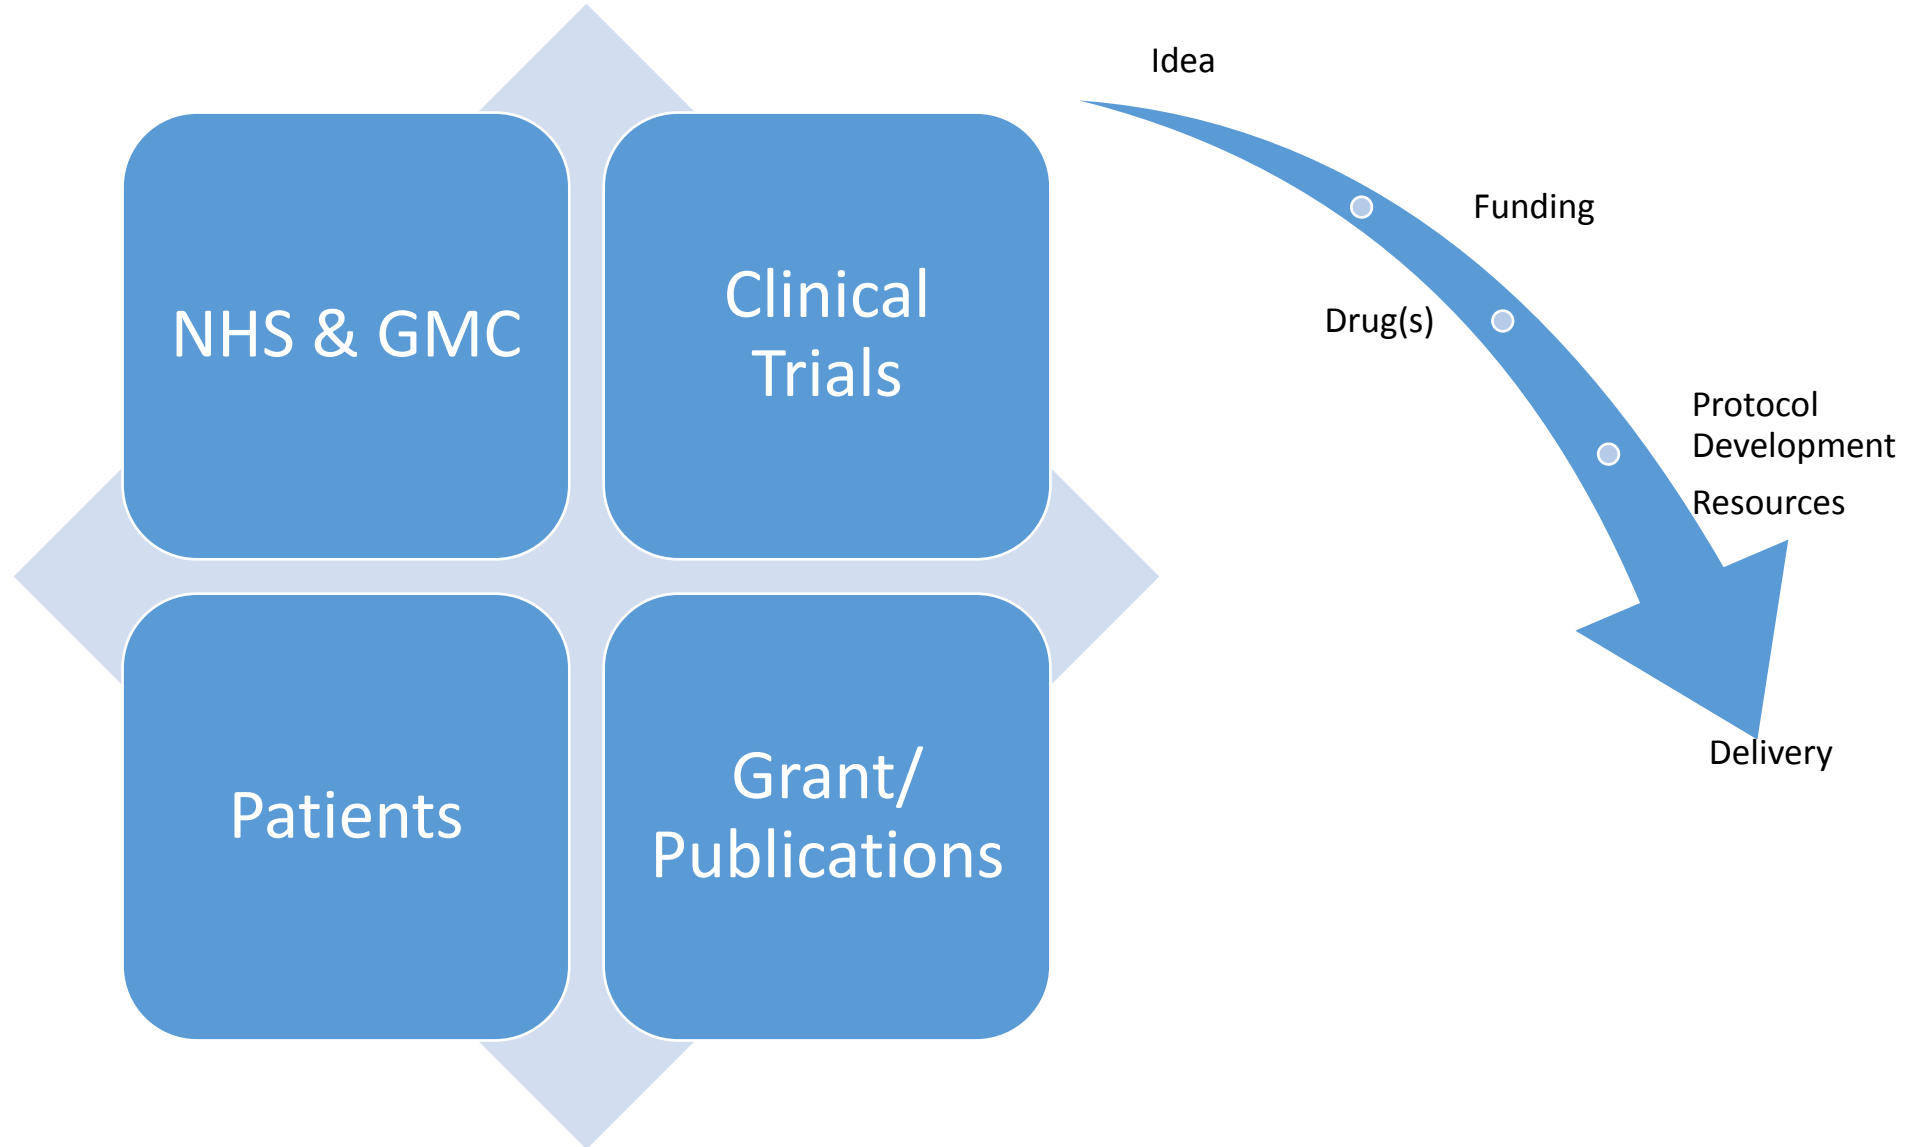 NHS & GMC
Clinical
Trials
Patients
Grant/
Publications
Idea
Funding
Drug(s)
Protocol
Development
Resources
Delivery